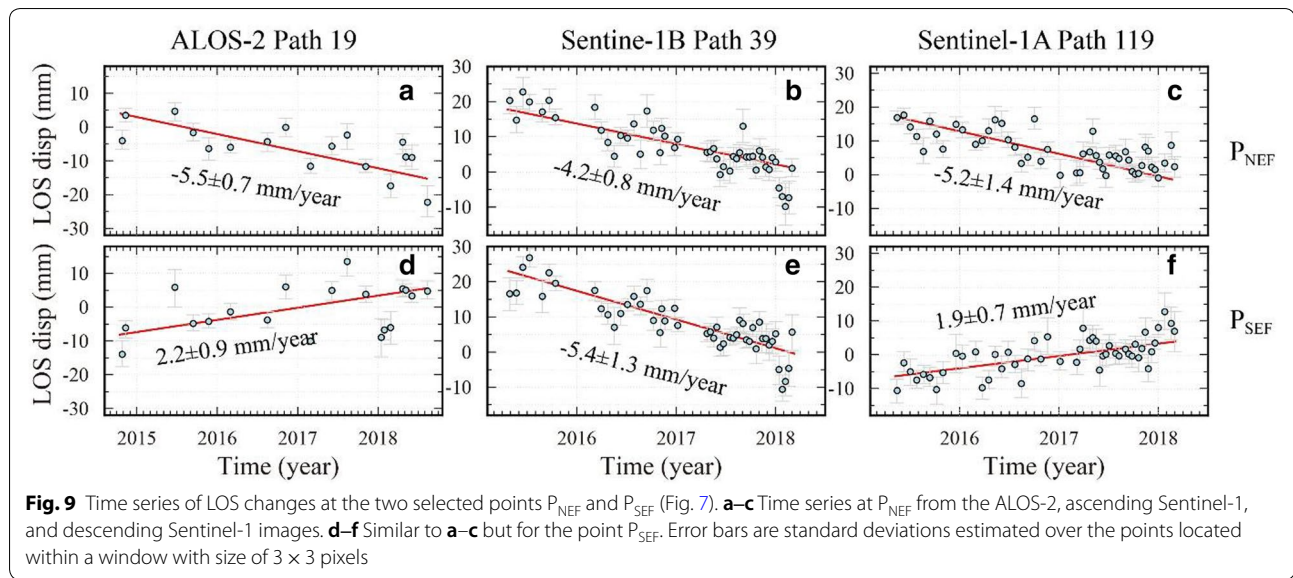 ALOS-2 Path 19
Sentine-1B Path 39
Sentinel-1A Path 119
LOS disp (mm)
10
0
-10
-20
-30
a
-5.5±0.7 mm/year
30
20
10
0
-10
b
-4.2±0.8 mm/year
30
20
10
0
-10
c
-5.2±1.4 mm/year
P_NEF
LOS disp (mm)
10
0
-10
-20
-30
d
2.2±0.9 mm/year
30
20
10
0
-10
e
-5.4±1.3 mm/year
30
20
10
0
-10
f
1.9±0.7 mm/year
P_SEF
2015 2016 2017 2018
2016 2017 2018
2016 2017 2018
Time (year)
Time (year)
Time (year)
Fig. 9 Time series of LOS changes at the two selected points P_NEF and P_SEF (Fig. 7). a–c Time series at P_NEF from the ALOS-2, ascending Sentinel-1,
and descending Sentinel-1 images. d–f Similar to a–c but for the point P_SEF. Error bars are standard deviations estimated over the points located
within a window with size of 3 × 3 pixels